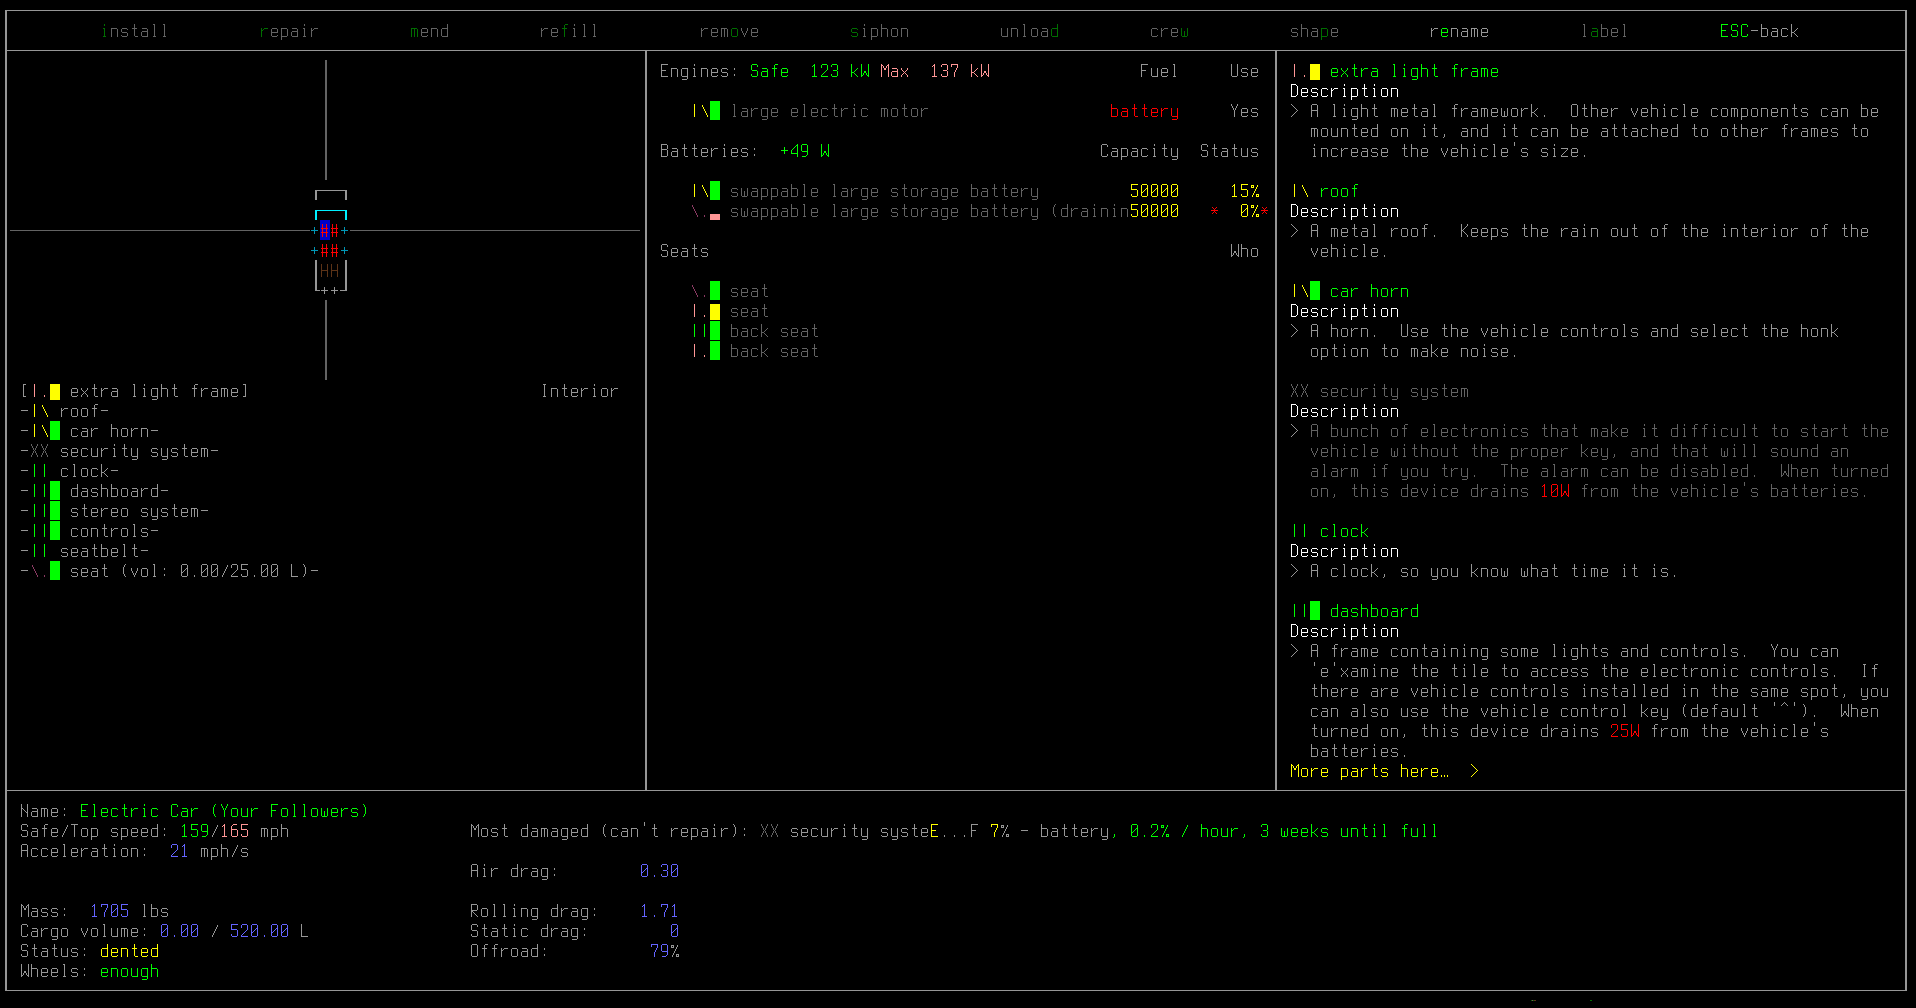 install repair mend refill remove siphon unload crew shape rename label ESC-back
[|. extra light frame] Interior
-|\ roof-
-|\ car horn-
-XX security system-
-|| clock-
-|| dashboard-
-|| stereo system-
-|| controls-
-|| seatbelt-
-\. seat (vol: 0.00/25.00 L)-
Engines: Safe 123 kW Max 137 kW Fuel Use
|\ large electric motor battery Yes
Batteries: +49 W Capacity Status
|\ swappable large storage battery 50000 15%
\. swappable large storage battery (drainin50000 * 0%*
Seats Who
\. seat
|. seat
|| back seat
|. back seat
|. extra light frame
Description
> A light metal framework. Other vehicle components can be
mounted on it, and it can be attached to other frames to
increase the vehicle's size.
|\ roof
Description
> A metal roof. Keeps the rain out of the interior of the
vehicle.
|\ car horn
Description
> A horn. Use the vehicle controls and select the honk
option to make noise.
XX security system
Description
> A bunch of electronics that make it difficult to start the
vehicle without the proper key, and that will sound an
alarm if you try. The alarm can be disabled. When turned
on, this device drains 10W from the vehicle's batteries.
|| clock
Description
> A clock, so you know what time it is.
|| dashboard
Description
> A frame containing some lights and controls. You can
'e'xamine the tile to access the electronic controls. If
there are vehicle controls installed in the same spot, you
can also use the vehicle control key (default '^'). When
turned on, this device drains 25W from the vehicle's
batteries.
More parts here… >
Name: Electric Car (Your Followers)
Safe/Top speed: 159/165 mph
Acceleration: 21 mph/s
Mass: 1705 lbs
Cargo volume: 0.00 / 520.00 L
Status: dented
Wheels: enough
Most damaged (can't repair): XX security systeE...F 7% - battery, 0.2% / hour, 3 weeks until full
Air drag: 0.30
Rolling drag: 1.71
Static drag: 0
Offroad: 79%